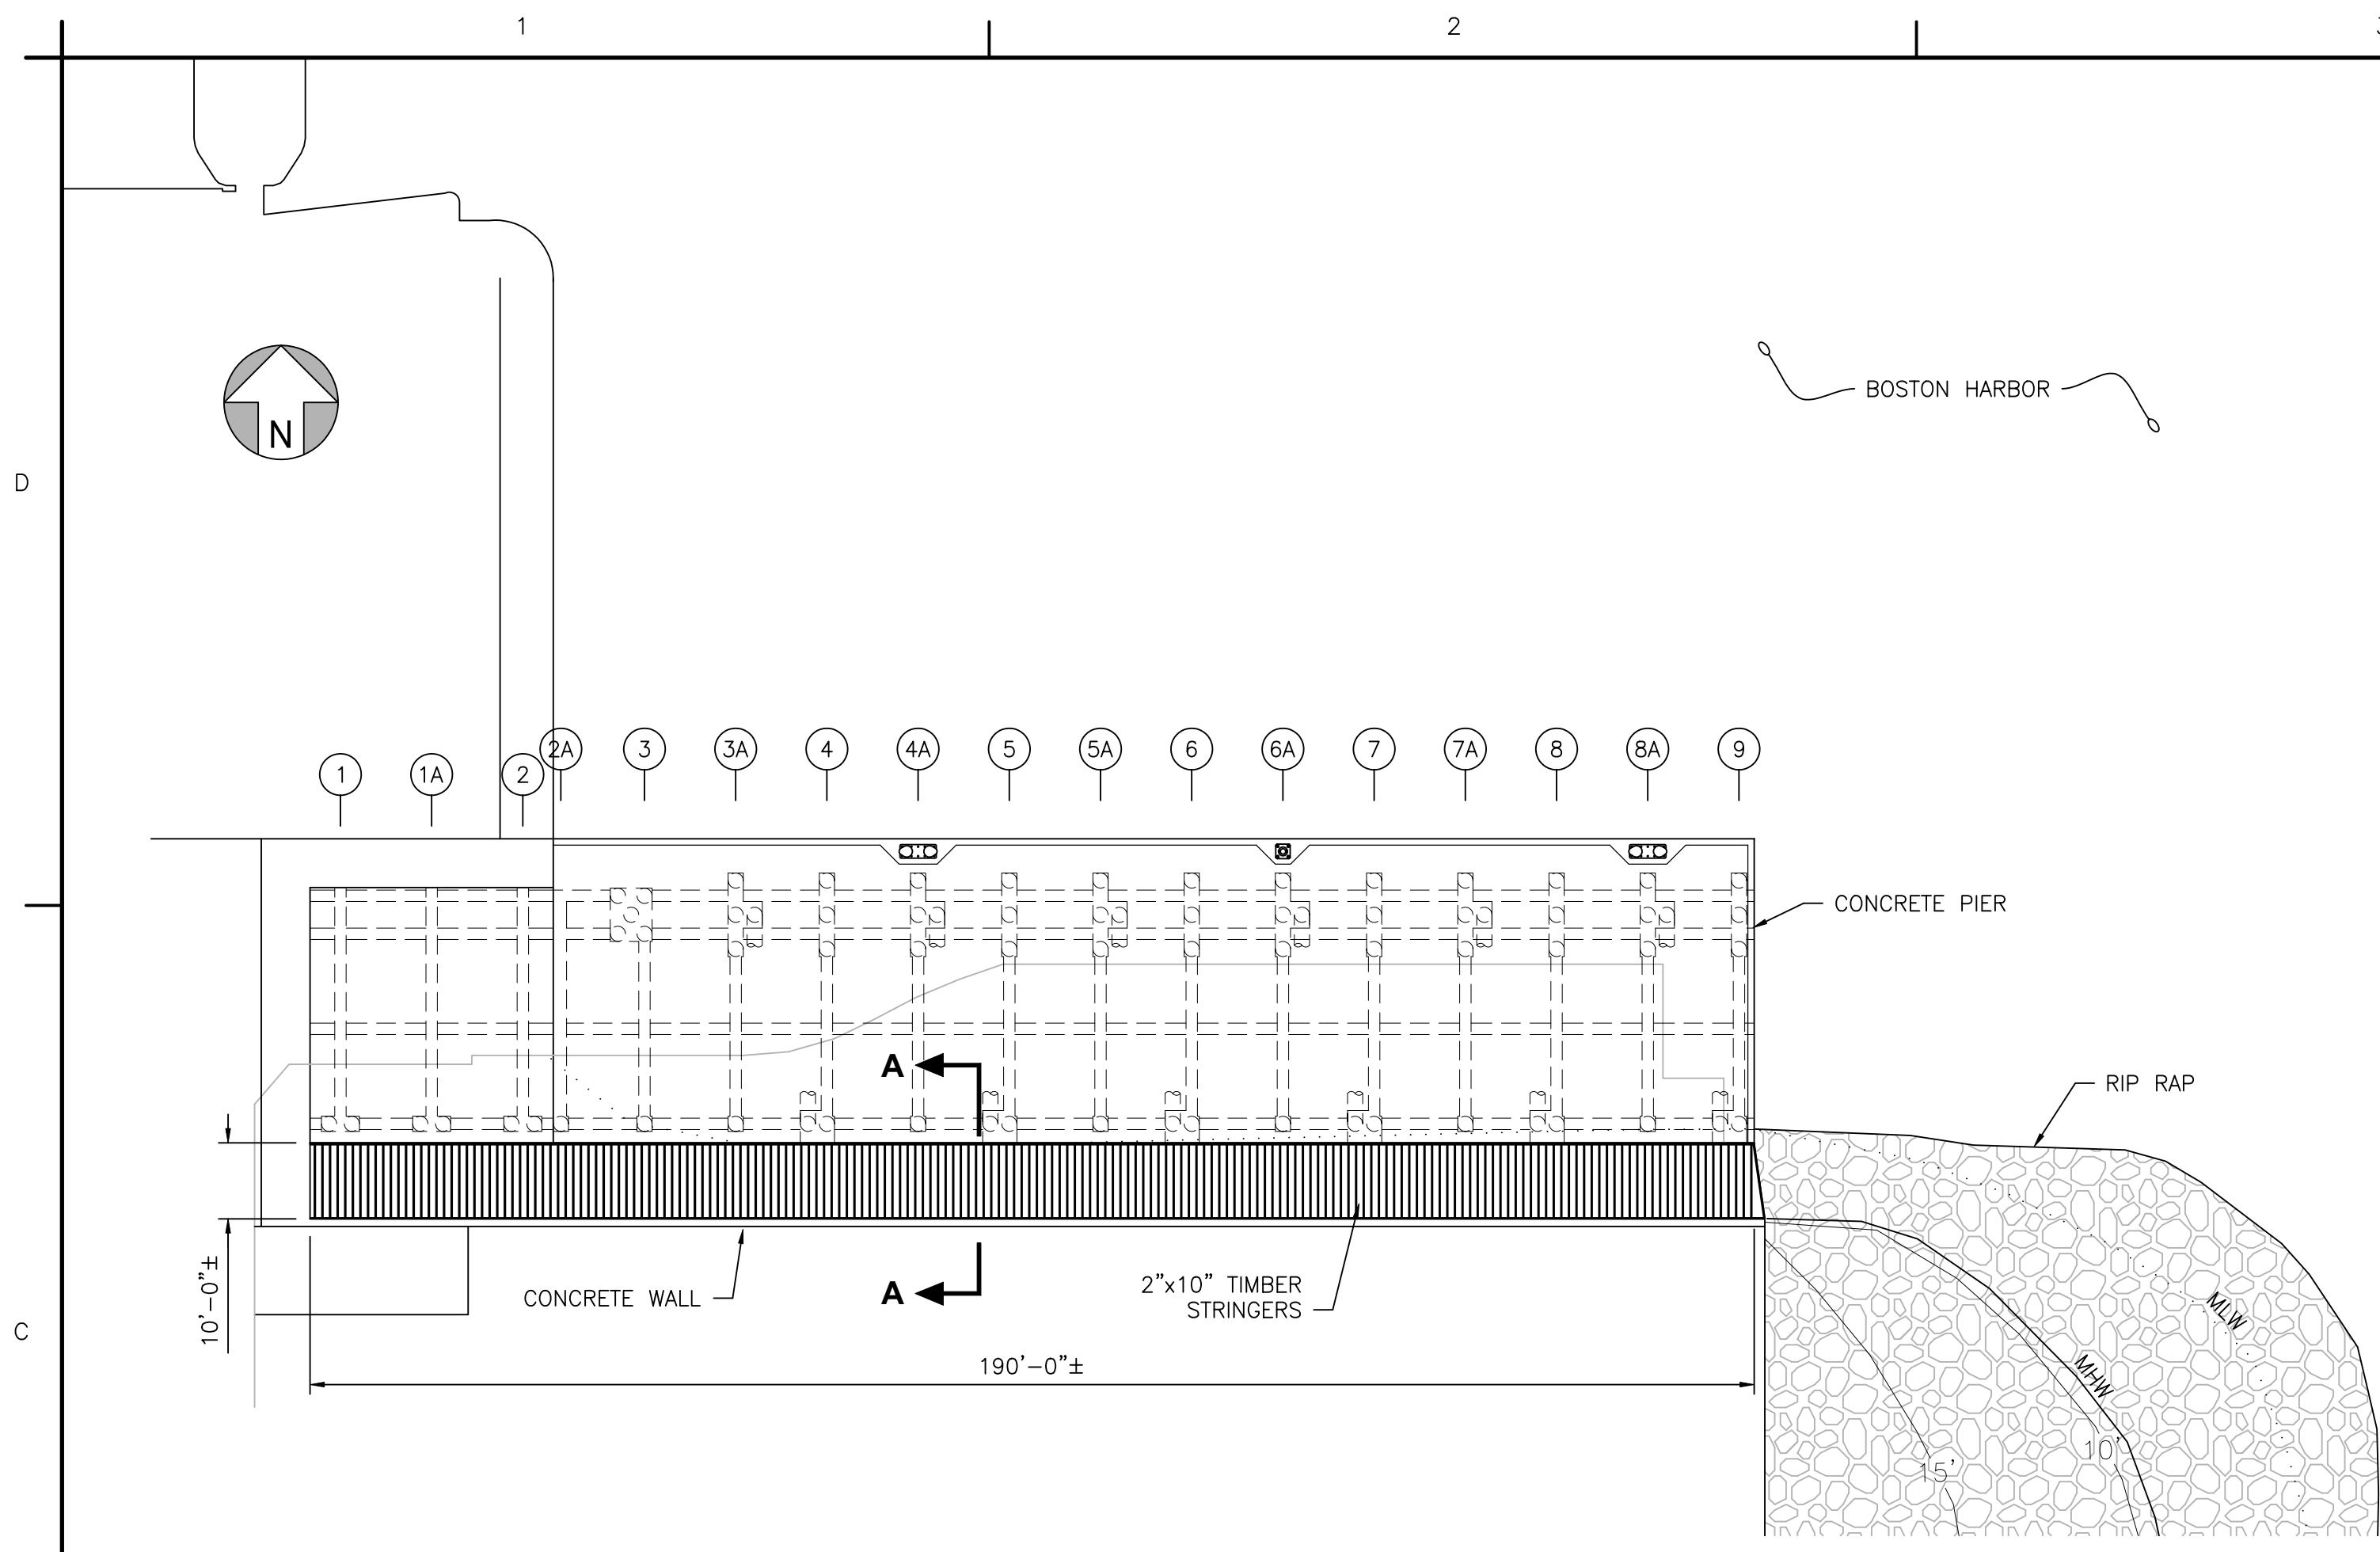 1 2
N
BOSTON HARBOR
D
1 1A 2 2A 3 3A 4 4A 5 5A 6 6A 7 7A 8 8A 9
CONCRETE PIER
A
RIP RAP
10'-0"±
CONCRETE WALL
A
2"x10" TIMBER
STRINGERS
C
190'-0"±
MLW
MHW
10'
15'